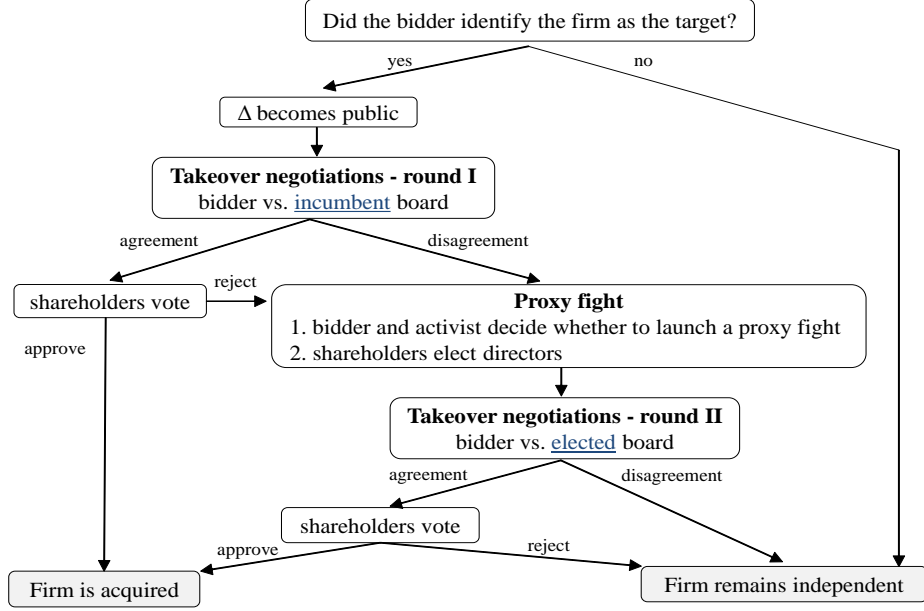 Did the bidder identify the firm as the target?
yes
no
Δ becomes public
Takeover negotiations - round I
bidder vs. incumbent board
agreement
disagreement
shareholders vote
reject
Proxy fight
1. bidder and activist decide whether to launch a proxy fight
2. shareholders elect directors
approve
Takeover negotiations - round II
bidder vs. elected board
agreement
disagreement
shareholders vote
approve
reject
Firm is acquired
Firm remains independent